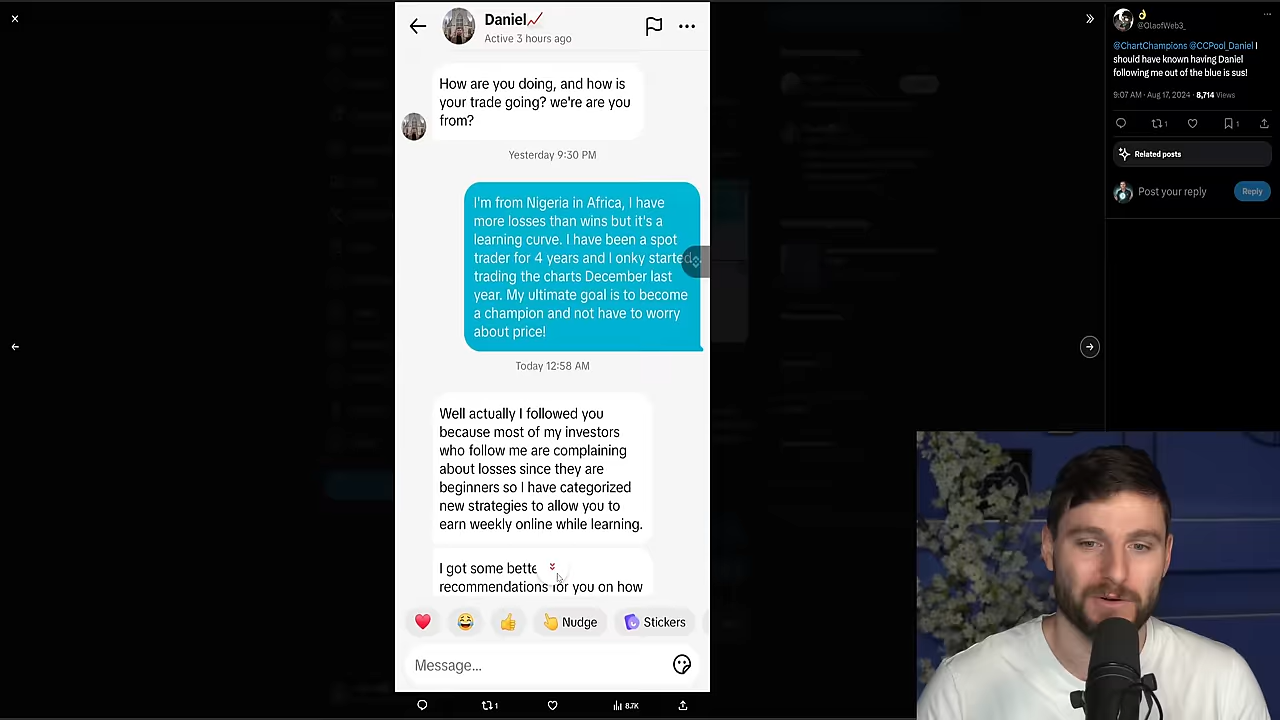 Daniel📈
Active 3 hours ago
How are you doing, and how is
your trade going? we're are you
from?
Yesterday 9:30 PM
I'm from Nigeria in Africa, I have
more losses than wins but it's a
learning curve. I have been a spot
trader for 4 years and I onky started
trading the charts December last
year. My ultimate goal is to become
a champion and not have to worry
about price!
Today 12:58 AM
Well actually I followed you
because most of my investors
who follow me are complaining
about losses since they are
beginners so I have categorized
new strategies to allow you to
earn weekly online while learning.
I got some bette
recommendations for you on how
Nudge
Stickers
Message...
1
8.7K
👌
@OlaofWeb3_
@ChartChampions @CCPool_Daniel I
should have known having Daniel
following me out of the blue is sus!
9:07 AM · Aug 17, 2024 · 8,714 Views
1
1
Related posts
Post your reply
Reply